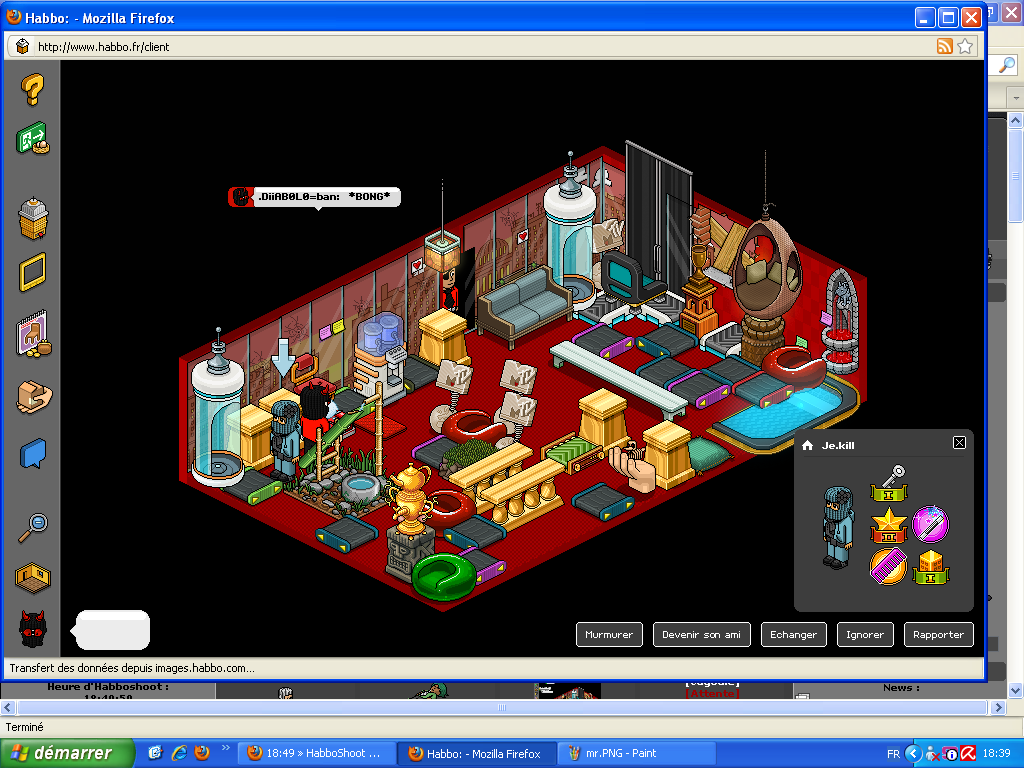 Habbo: - Mozilla Firefox
http://www.habbo.fr/client
.DiiAB0L0=ban: *BONG*
Je.kill
I
III
I
Murmurer
Devenir son ami
Echanger
Ignorer
Rapporter
Transfert des données depuis images.habbo.com...
Heure d'Habboshoot :
[Attente]
News :
Terminé
démarrer
18:49 » HabboShoot ...
Habbo: - Mozilla Firefox
mr.PNG - Paint
FR
18:39